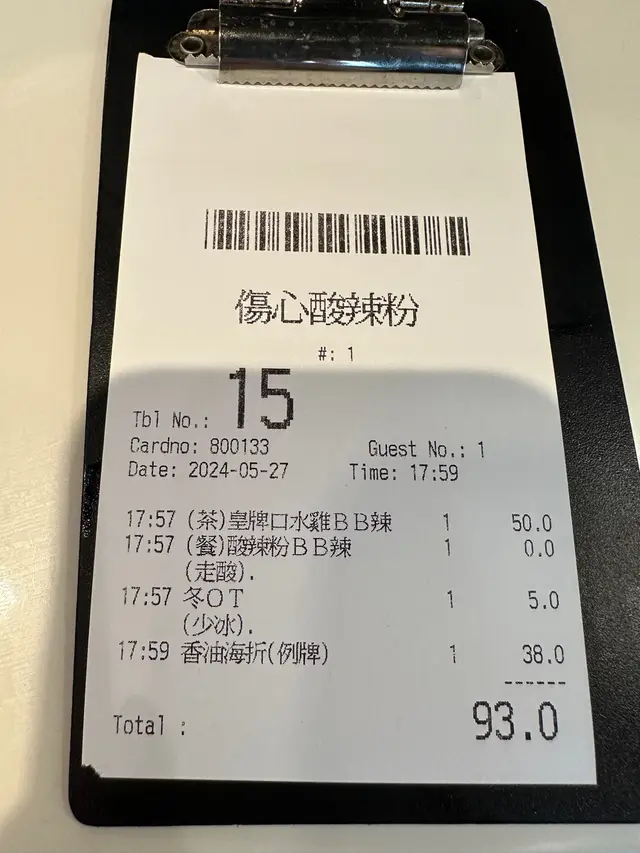 傷心酸辣粉
#: 1
Tbl No.: 15
Cardno: 800133 Guest No.: 1
Date: 2024-05-27 Time: 17:59
17:57 (茶)皇牌口水雞BB辣 1 50.0
17:57 (餐)酸辣粉BB辣 1 0.0
(走酸).
17:57 冬OT 1 5.0
(少冰).
17:59 香油海折(例牌) 1 38.0
------
Total : 93.0